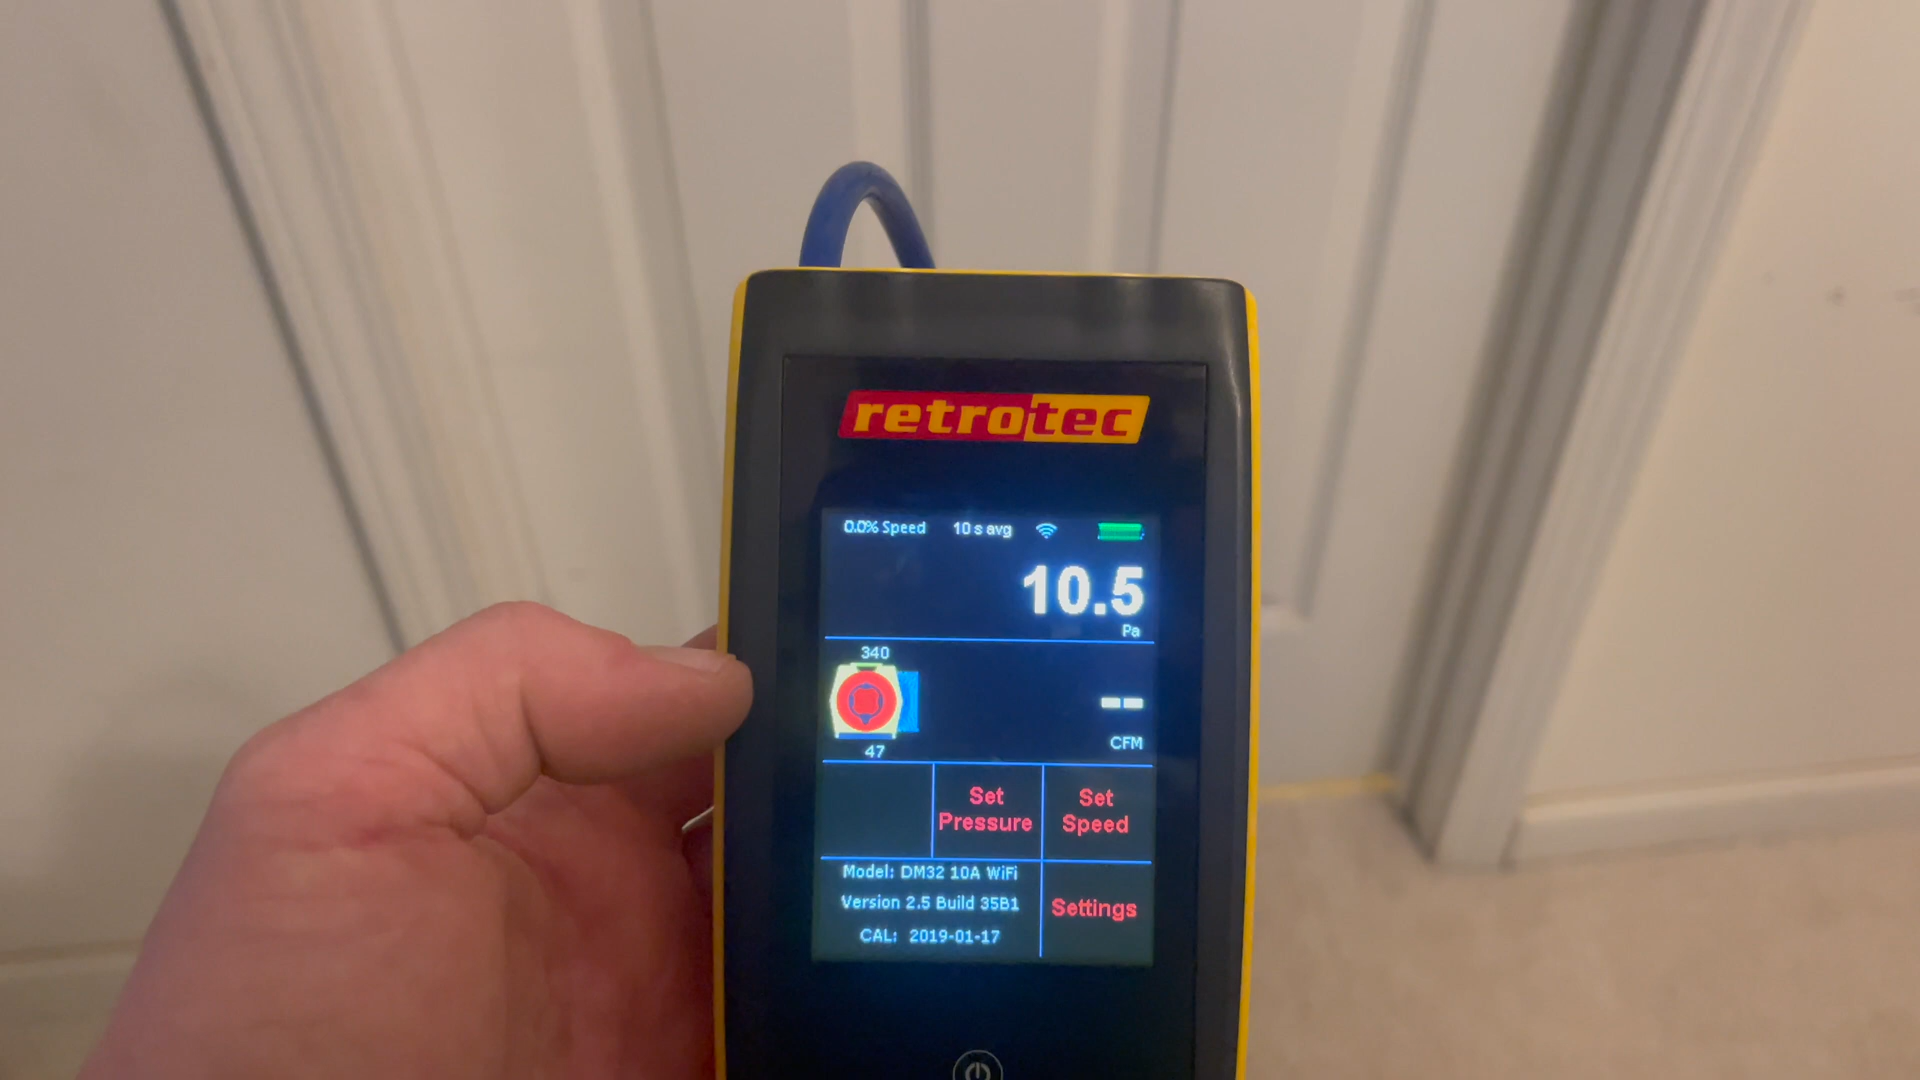 retrotec
0.0% Speed 10 s avg
10.5
Pa
340
--
47
CFM
Set Pressure
Set Speed
Model: DM32 10A WiFi
Version 2.5 Build 35B1
CAL: 2019-01-17
Settings